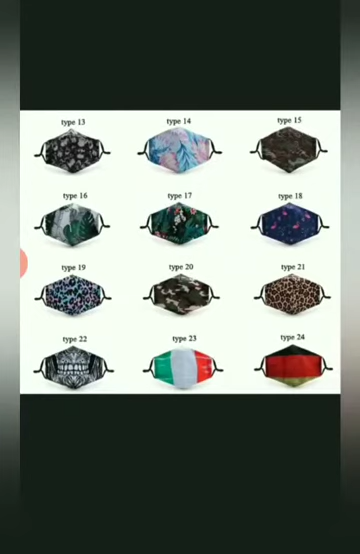 type 13
type 14
type 15
type 16
type 17
type 18
type 19
type 20
type 21
type 22
type 23
type 24